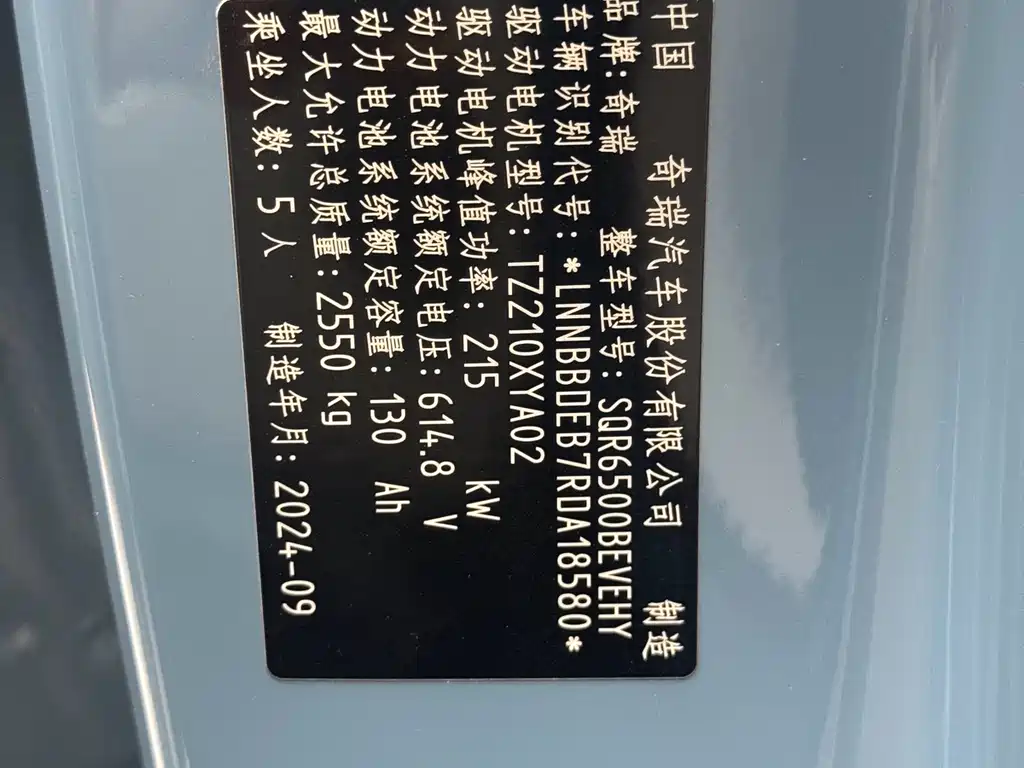 中国 奇瑞汽车股份有限公司 制造
品牌:奇瑞 整车型号: SQR6500BEVEHY
车辆识别代号: *LNNBBDEB7RDA18580*
驱动电机型号: TZ210XYA02
驱动电机峰值功率: 215 kW
动力电池系统额定电压: 614.8 V
动力电池系统额定容量: 130 Ah
最大允许总质量: 2550 kg
乘坐人数: 5人 制造年月: 2024-09